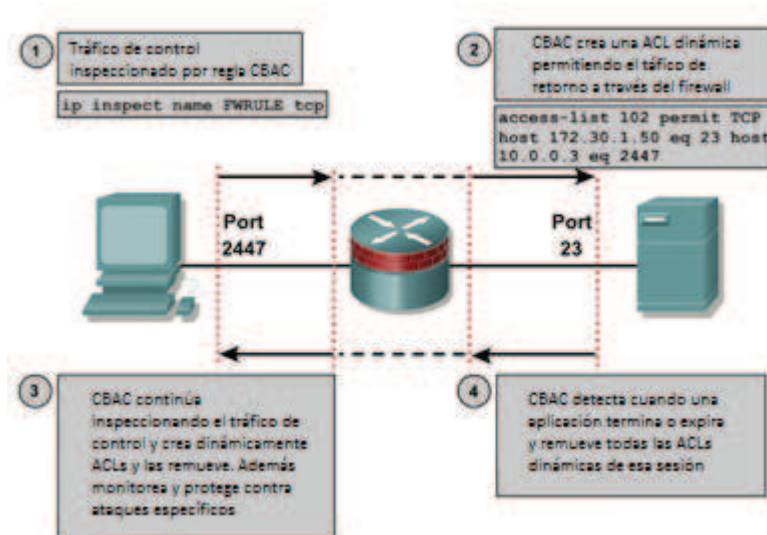 1
Tráfico de control
inspeccionado por regla CBAC
ip inspect name FWRULE tcp
2
CBAC crea una ACL dinámica
permitiendo el táfico de
retorno a través del firewall
access-list 102 permit TCP
host 172.30.1.50 eq 23 host
10.0.0.3 eq 2447
Port
2447
Port
23
3
CBAC continúa
inspeccionando el tráfico de
control y crea dinámicamente
ACLs y las remueve. Además
monitorea y protege contra
ataques específicos
4
CBAC detecta cuando una
aplicación termina o expira
y remueve todas las ACLs
dinámicas de esa sesión